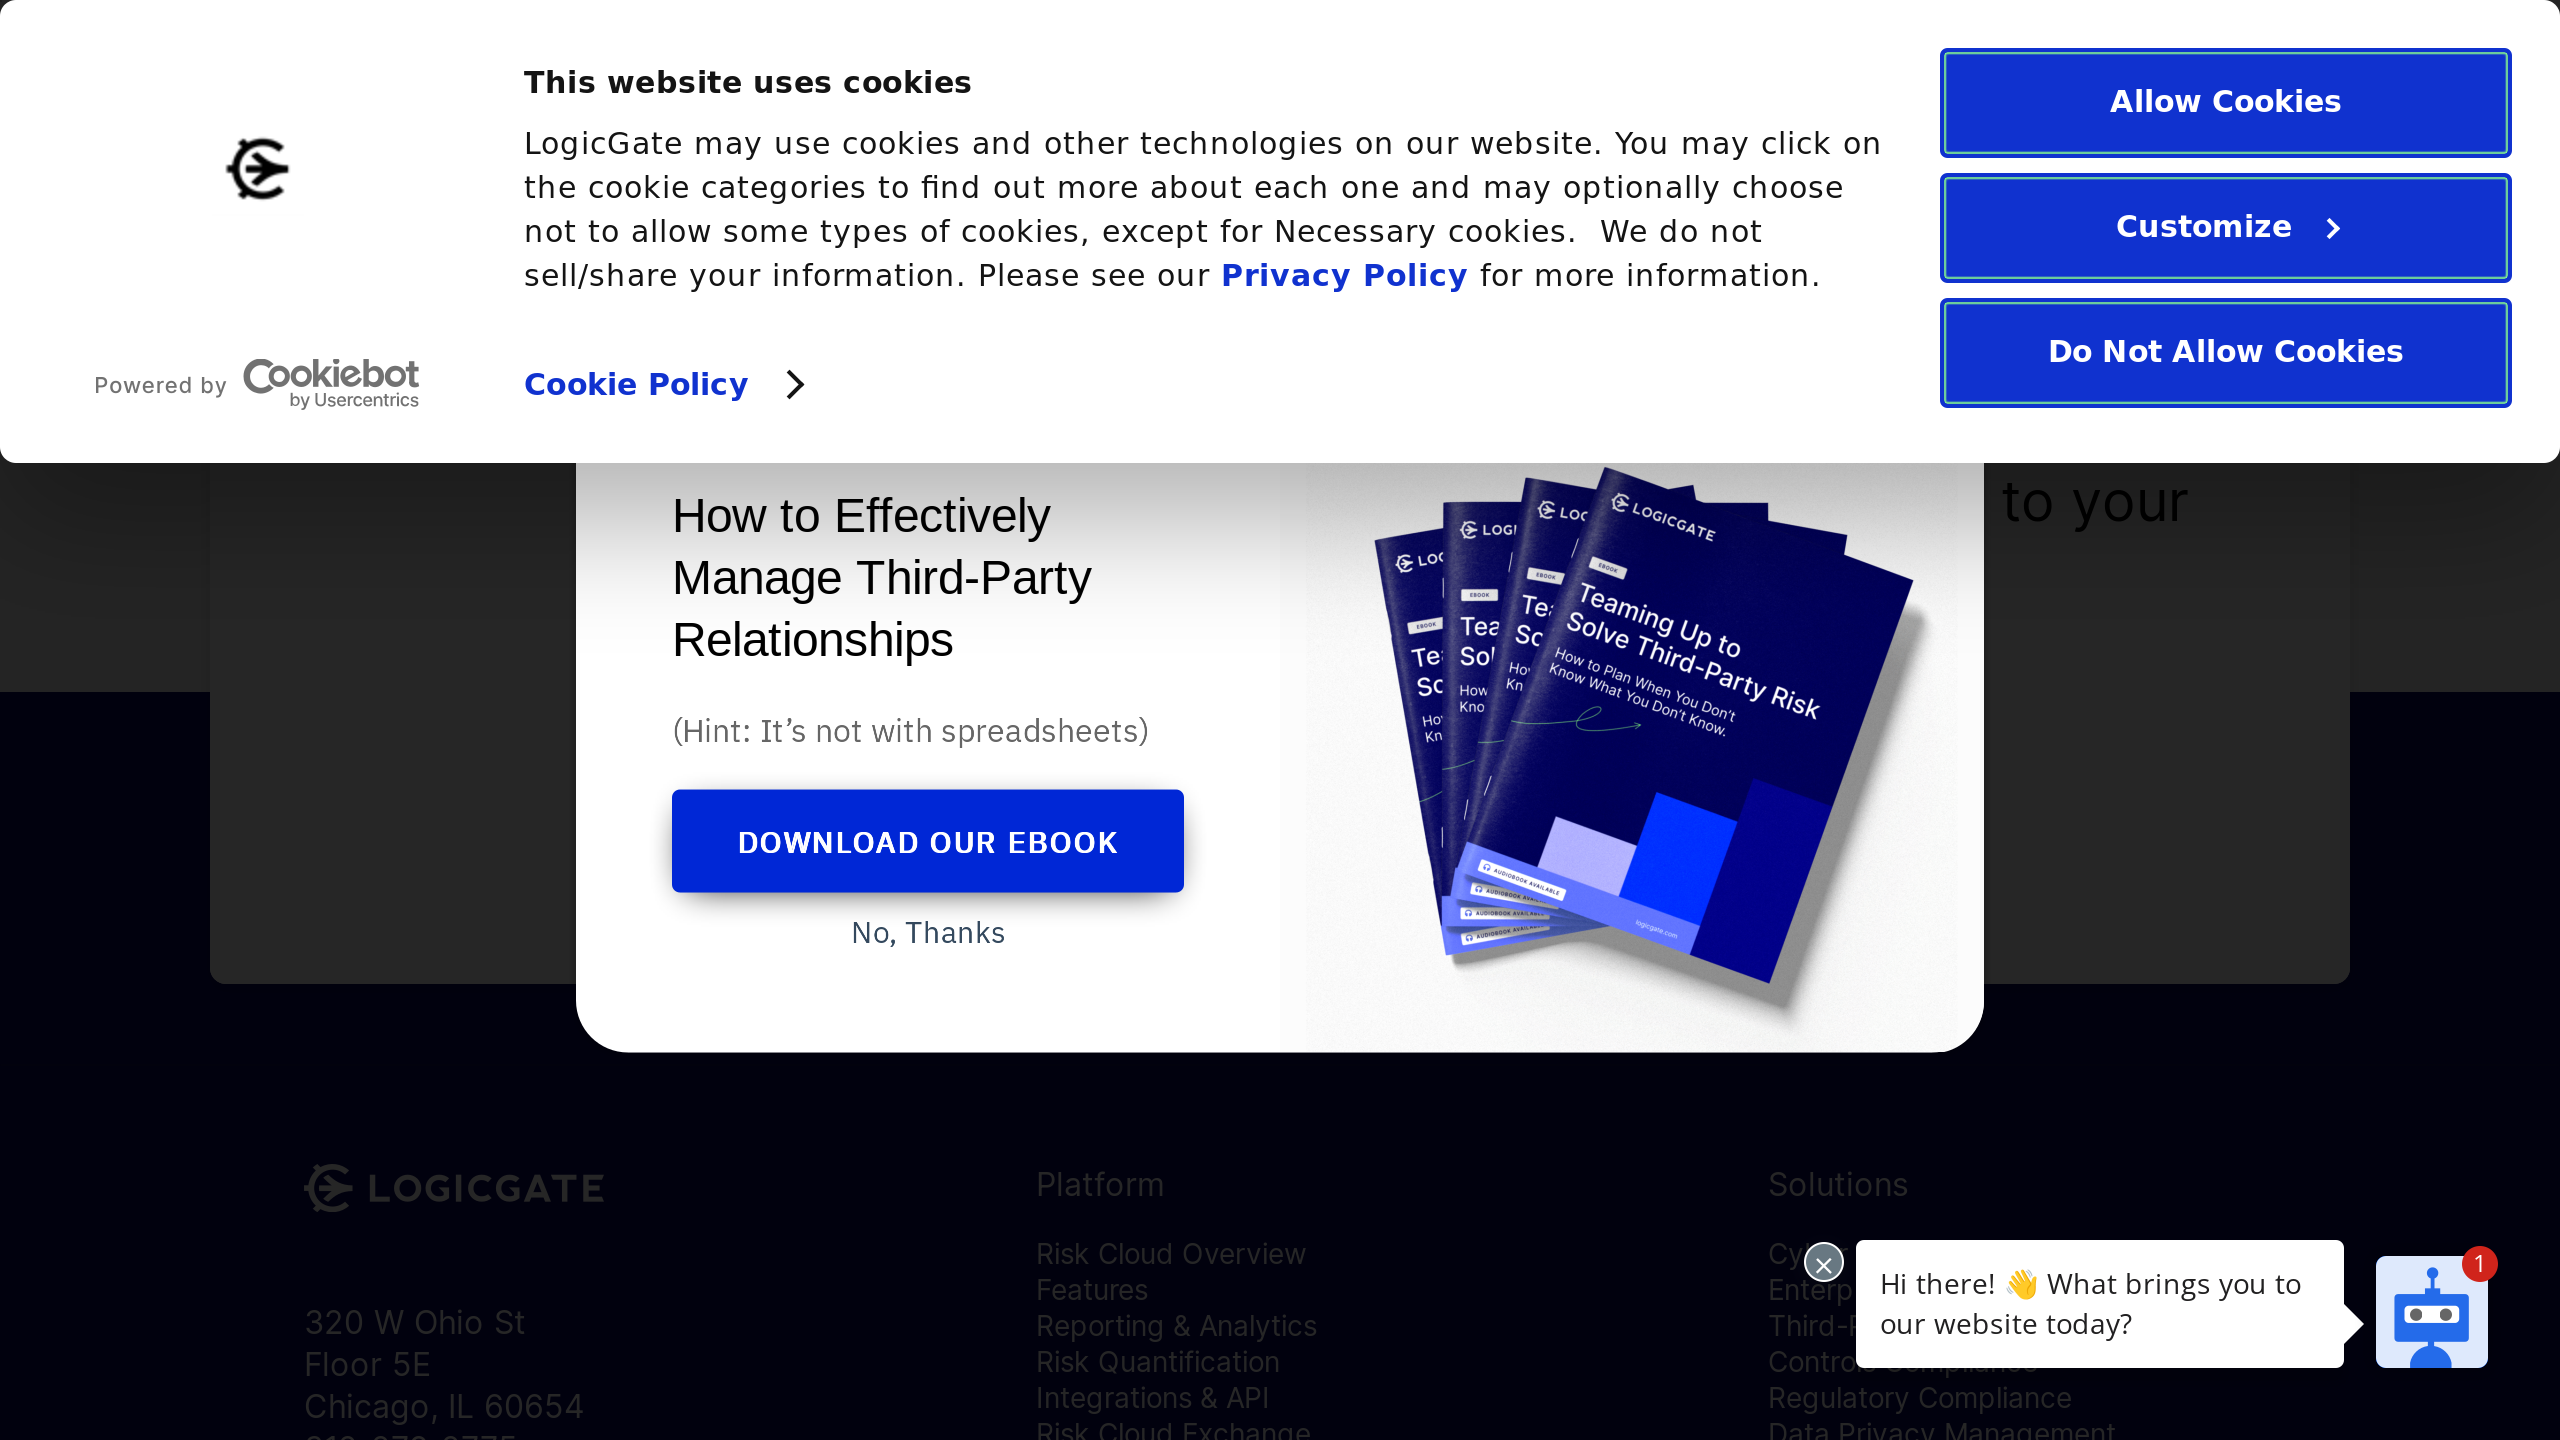 This website uses cookies
LogicGate may use cookies and other technologies on our website. You may click on
the cookie categories to find out more about each one and may optionally choose
not to allow some types of cookies, except for Necessary cookies.  We do not
sell/share your information. Please see our Privacy Policy for more information.
Powered by Cookiebot
by Usercentrics
Cookie Policy
Allow Cookies
Customize
Do Not Allow Cookies
to your
How to Effectively
Manage Third-Party
Relationships
(Hint: It’s not with spreadsheets)
DOWNLOAD OUR EBOOK
No, Thanks
LOGICGATE
EBOOK
Teaming Up to
Solve Third-Party Risk
How to Plan When You Don’t
Know What You Don’t Know.
AUDIOBOOK AVAILABLE
logicgate.com
LOGICGATE
320 W Ohio St
Floor 5E
Chicago, IL 60654
Platform
Risk Cloud Overview
Features
Reporting & Analytics
Risk Quantification
Integrations & API
Risk Cloud Exchange
Solutions
Controls Compliance
Regulatory Compliance
Data Privacy Management
Hi there! 👋 What brings you to
our website today?
1